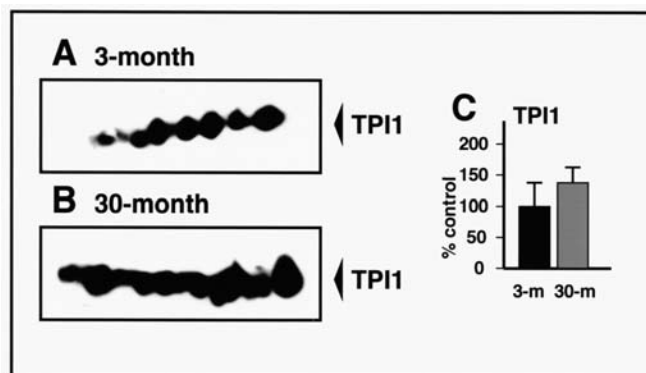 A 3-month
TPI1
B 30-month
TPI1
C
TPI1
% control
200
150
100
50
0
3-m 30-m